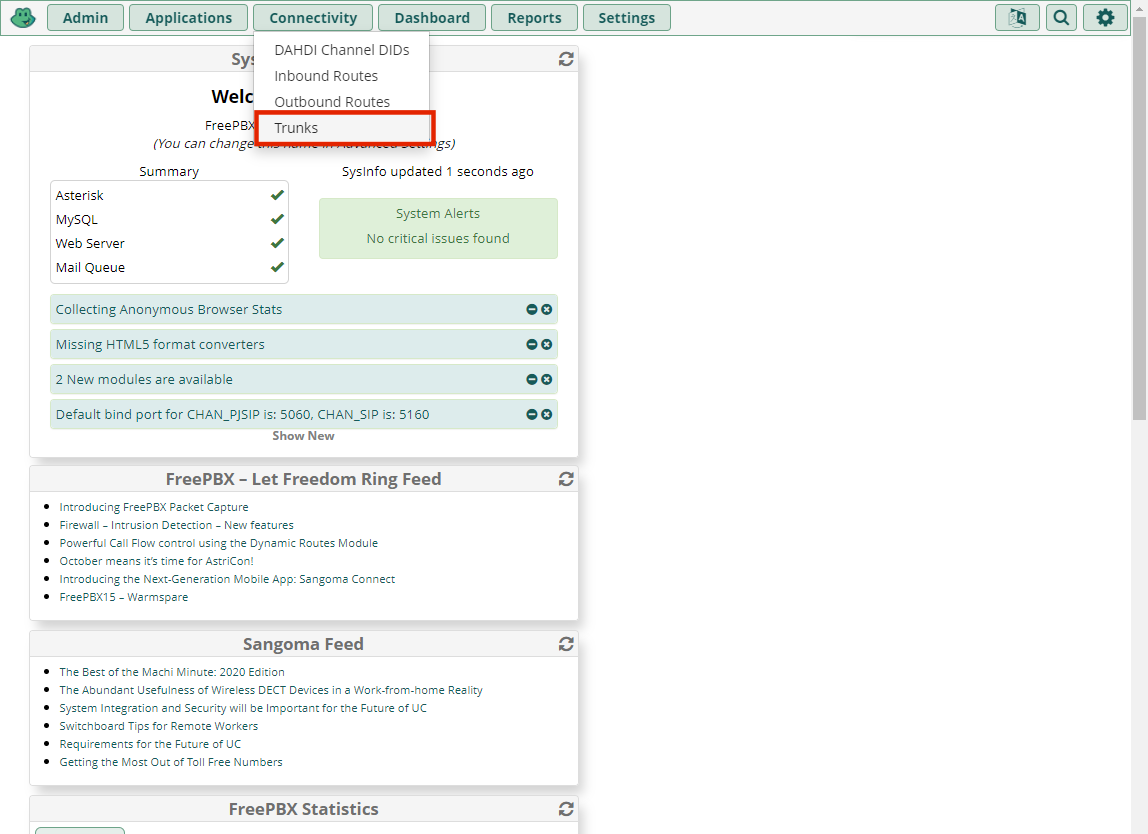 Admin
Applications
Connectivity
Dashboard
Reports
Settings
DAHDI Channel DIDs
Inbound Routes
Outbound Routes
Trunks
FreePBX
(You can change this name in Advanced Settings)
Summary
Asterisk
MySQL
Web Server
Mail Queue
SysInfo updated 1 seconds ago
System Alerts
No critical issues found
Collecting Anonymous Browser Stats
Missing HTML5 format converters
2 New modules are available
Default bind port for CHAN_PJSIP is: 5060, CHAN_SIP is: 5160
Show New
FreePBX – Let Freedom Ring Feed
Introducing FreePBX Packet Capture
Firewall – Intrusion Detection – New features
Powerful Call Flow control using the Dynamic Routes Module
October means it's time for AstriCon!
Introducing the Next-Generation Mobile App: Sangoma Connect
FreePBX15 – Warmspare
Sangoma Feed
The Best of the Machi Minute: 2020 Edition
The Abundant Usefulness of Wireless DECT Devices in a Work-from-home Reality
System Integration and Security will be Important for the Future of UC
Switchboard Tips for Remote Workers
Requirements for the Future of UC
Getting the Most Out of Toll Free Numbers
FreePBX Statistics